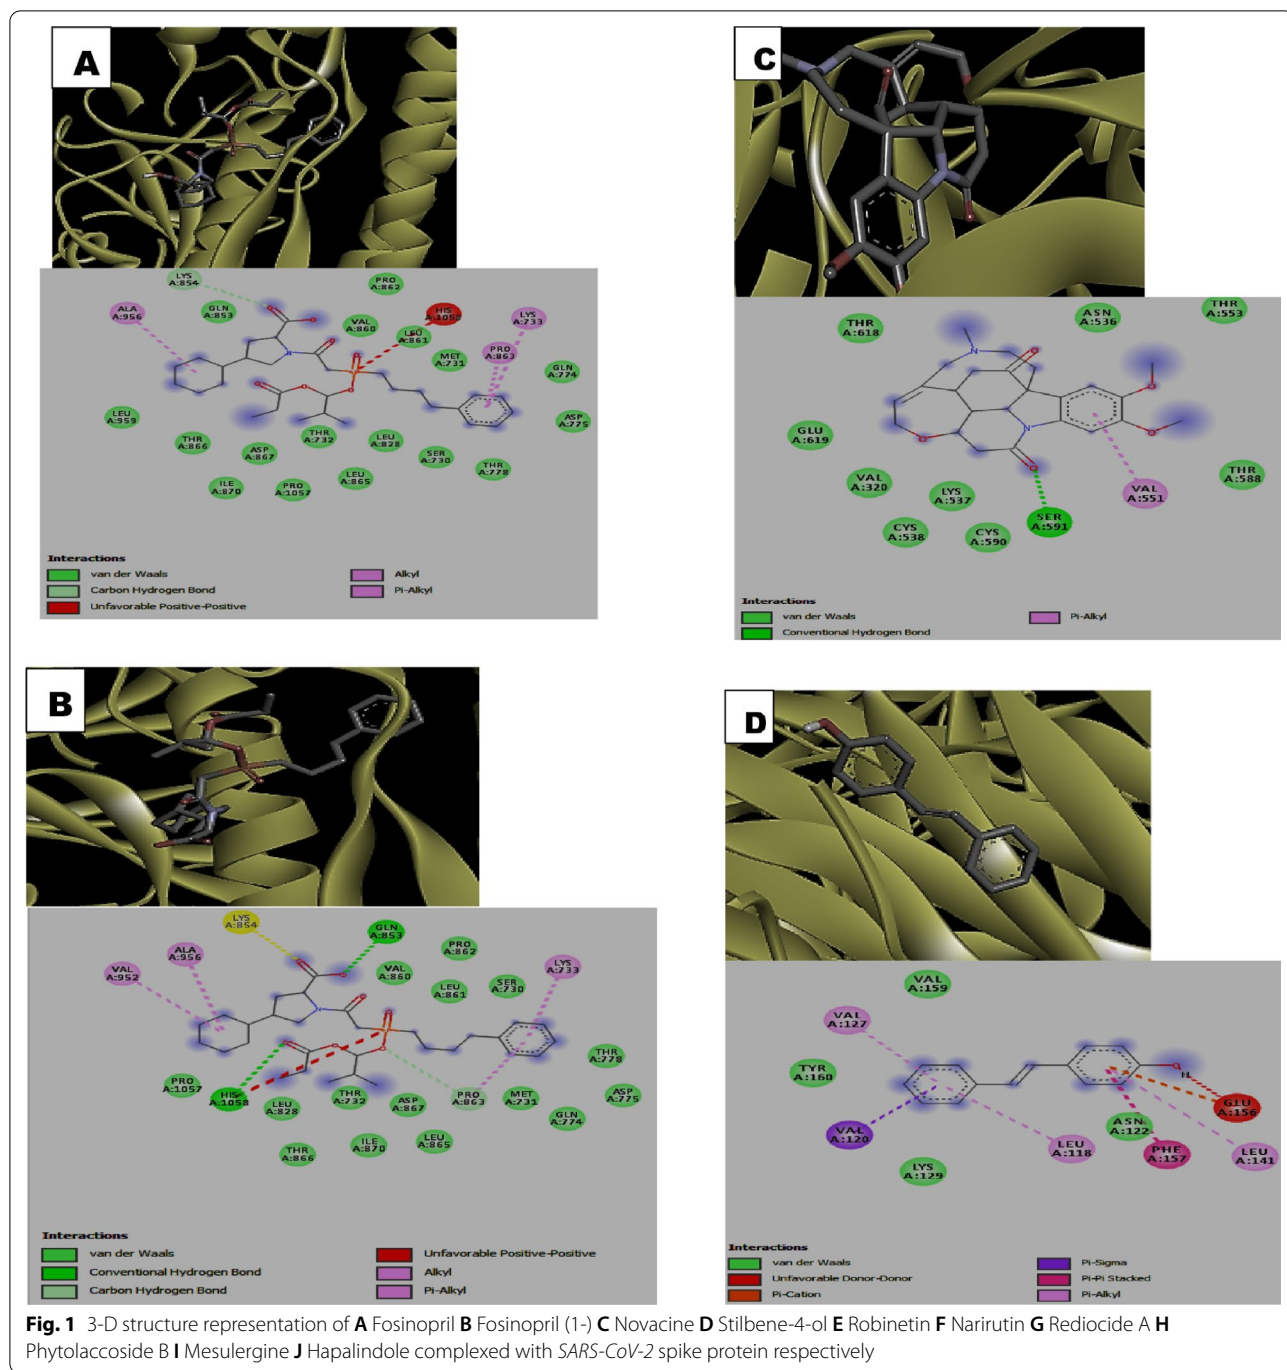 A
LYS
A:854
PRO
A:862
ALA
A:956
GLN
A:853
VAL
A:860
LEU
A:861
HIS
A:1058
LYS
A:733
PRO
A:863
MET
A:731
GLN
A:774
ASP
A:775
LEU
A:959
THR
A:866
ASP
A:867
THR
A:732
LEU
A:828
SER
A:730
THR
A:778
ILE
A:870
PRO
A:1057
LEU
A:865
Interactions
van der Waals
Carbon Hydrogen Bond
Unfavorable Positive-Positive
Alkyl
Pi-Alkyl
C
THR
A:618
ASN
A:536
THR
A:553
GLU
A:619
VAL
A:320
LYS
A:537
CYS
A:538
CYS
A:590
SER
A:591
VAL
A:551
THR
A:588
Interactions
van der Waals
Conventional Hydrogen Bond
Pi-Alkyl
B
LYS
A:854
GLN
A:853
PRO
A:862
ALA
A:956
VAL
A:952
VAL
A:860
LEU
A:861
SER
A:730
LYS
A:733
THR
A:778
PRO
A:1057
HIS
A:1058
LEU
A:828
THR
A:732
ASP
A:867
PRO
A:863
MET
A:731
GLN
A:774
ASP
A:775
THR
A:866
ILE
A:870
LEU
A:865
Interactions
van der Waals
Conventional Hydrogen Bond
Carbon Hydrogen Bond
Unfavorable Positive-Positive
Alkyl
Pi-Alkyl
D
VAL
A:159
VAL
A:127
TYR
A:160
VAL
A:120
LYS
A:129
LEU
A:118
ASN
A:122
PHE
A:157
GLU
A:156
LEU
A:141
Interactions
van der Waals
Unfavorable Donor-Donor
Pi-Cation
Pi-Sigma
Pi-Pi Stacked
Pi-Alkyl
Fig. 1 3-D structure representation of A Fosinopril B Fosinopril (1-) C Novacine D Stilbene-4-ol E Robinetin F Narirutin G Rediocide A H
Phytolaccoside B I Mesulergine J Hapalindole complexed with SARS-CoV-2 spike protein respectively